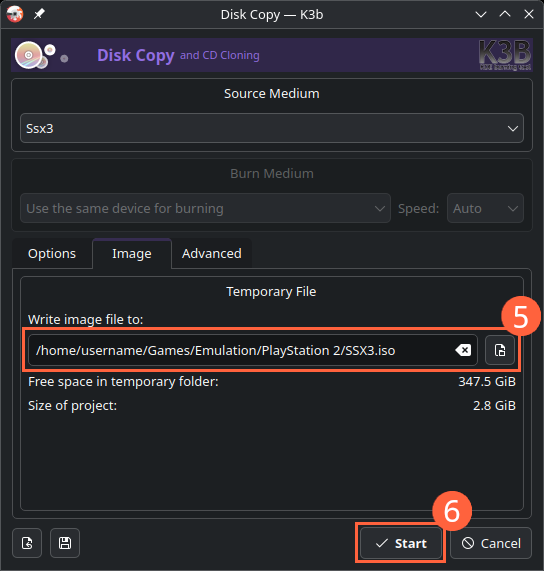 Disk Copy — K3b
Disk Copy and CD Cloning
K3B
Source Medium
Ssx3
Burn Medium
Use the same device for burning Speed: Auto
Options Image Advanced
Temporary File
5
Write image file to:
/home/username/Games/Emulation/PlayStation 2/SSX3.iso
Free space in temporary folder: 347.5 GiB
Size of project: 2.8 GiB
6
Start Cancel